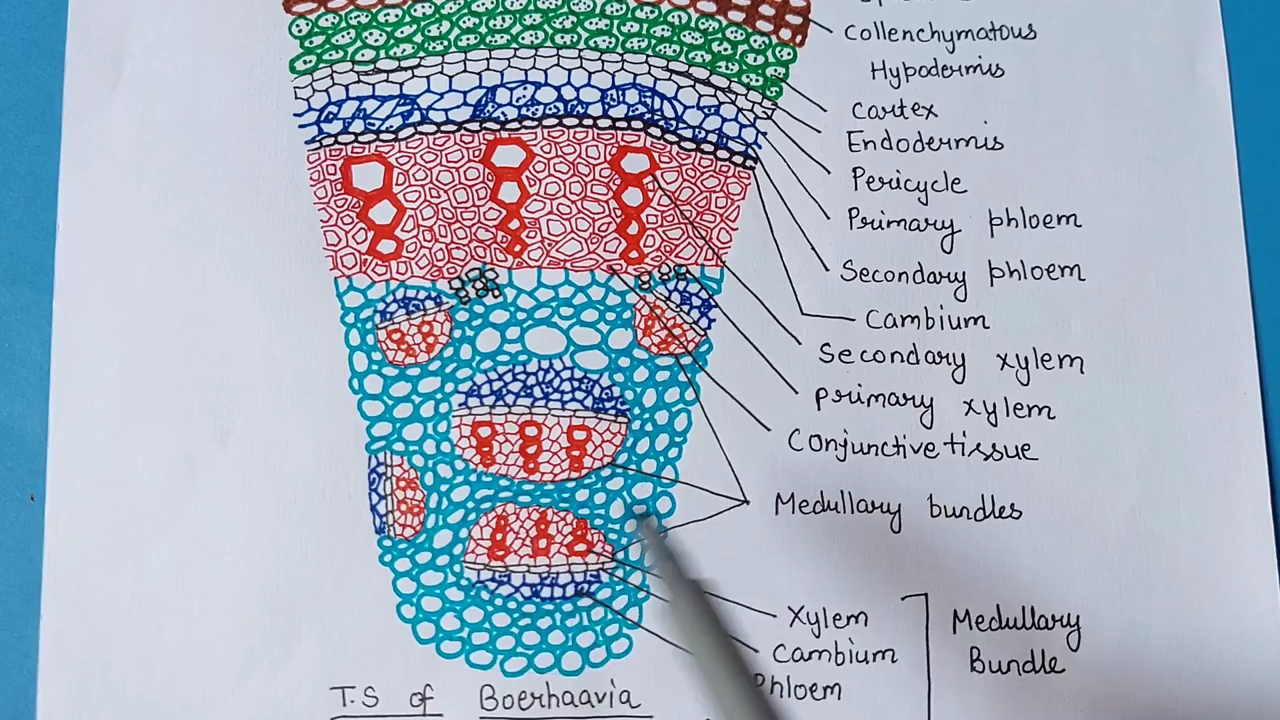 Collenchymatous
Hypodermis
Cortex
Endodermis
Pericycle
Primary phloem
Secondary phloem
Cambium
Secondary xylem
primary xylem
Conjunctive tissue
Medullary bundles
Xylem
Cambium
Phloem
Medullary
Bundle
T.S of Boerhaavia